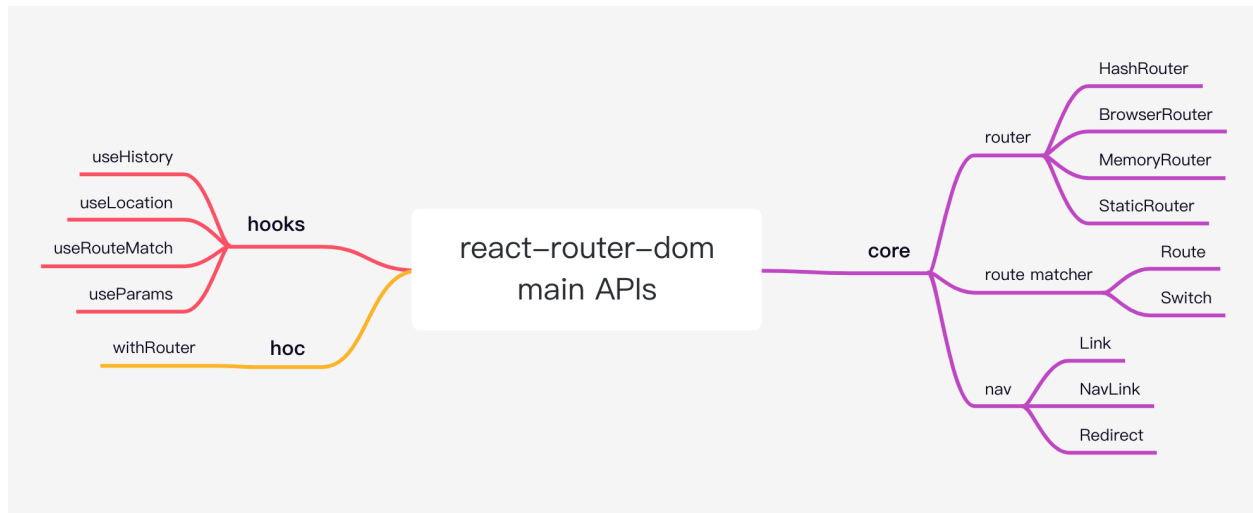 react-router-dom
main APIs
hooks
useHistory
useLocation
useRouteMatch
useParams
hoc
withRouter
core
router
HashRouter
BrowserRouter
MemoryRouter
StaticRouter
route matcher
Route
Switch
nav
Link
NavLink
Redirect